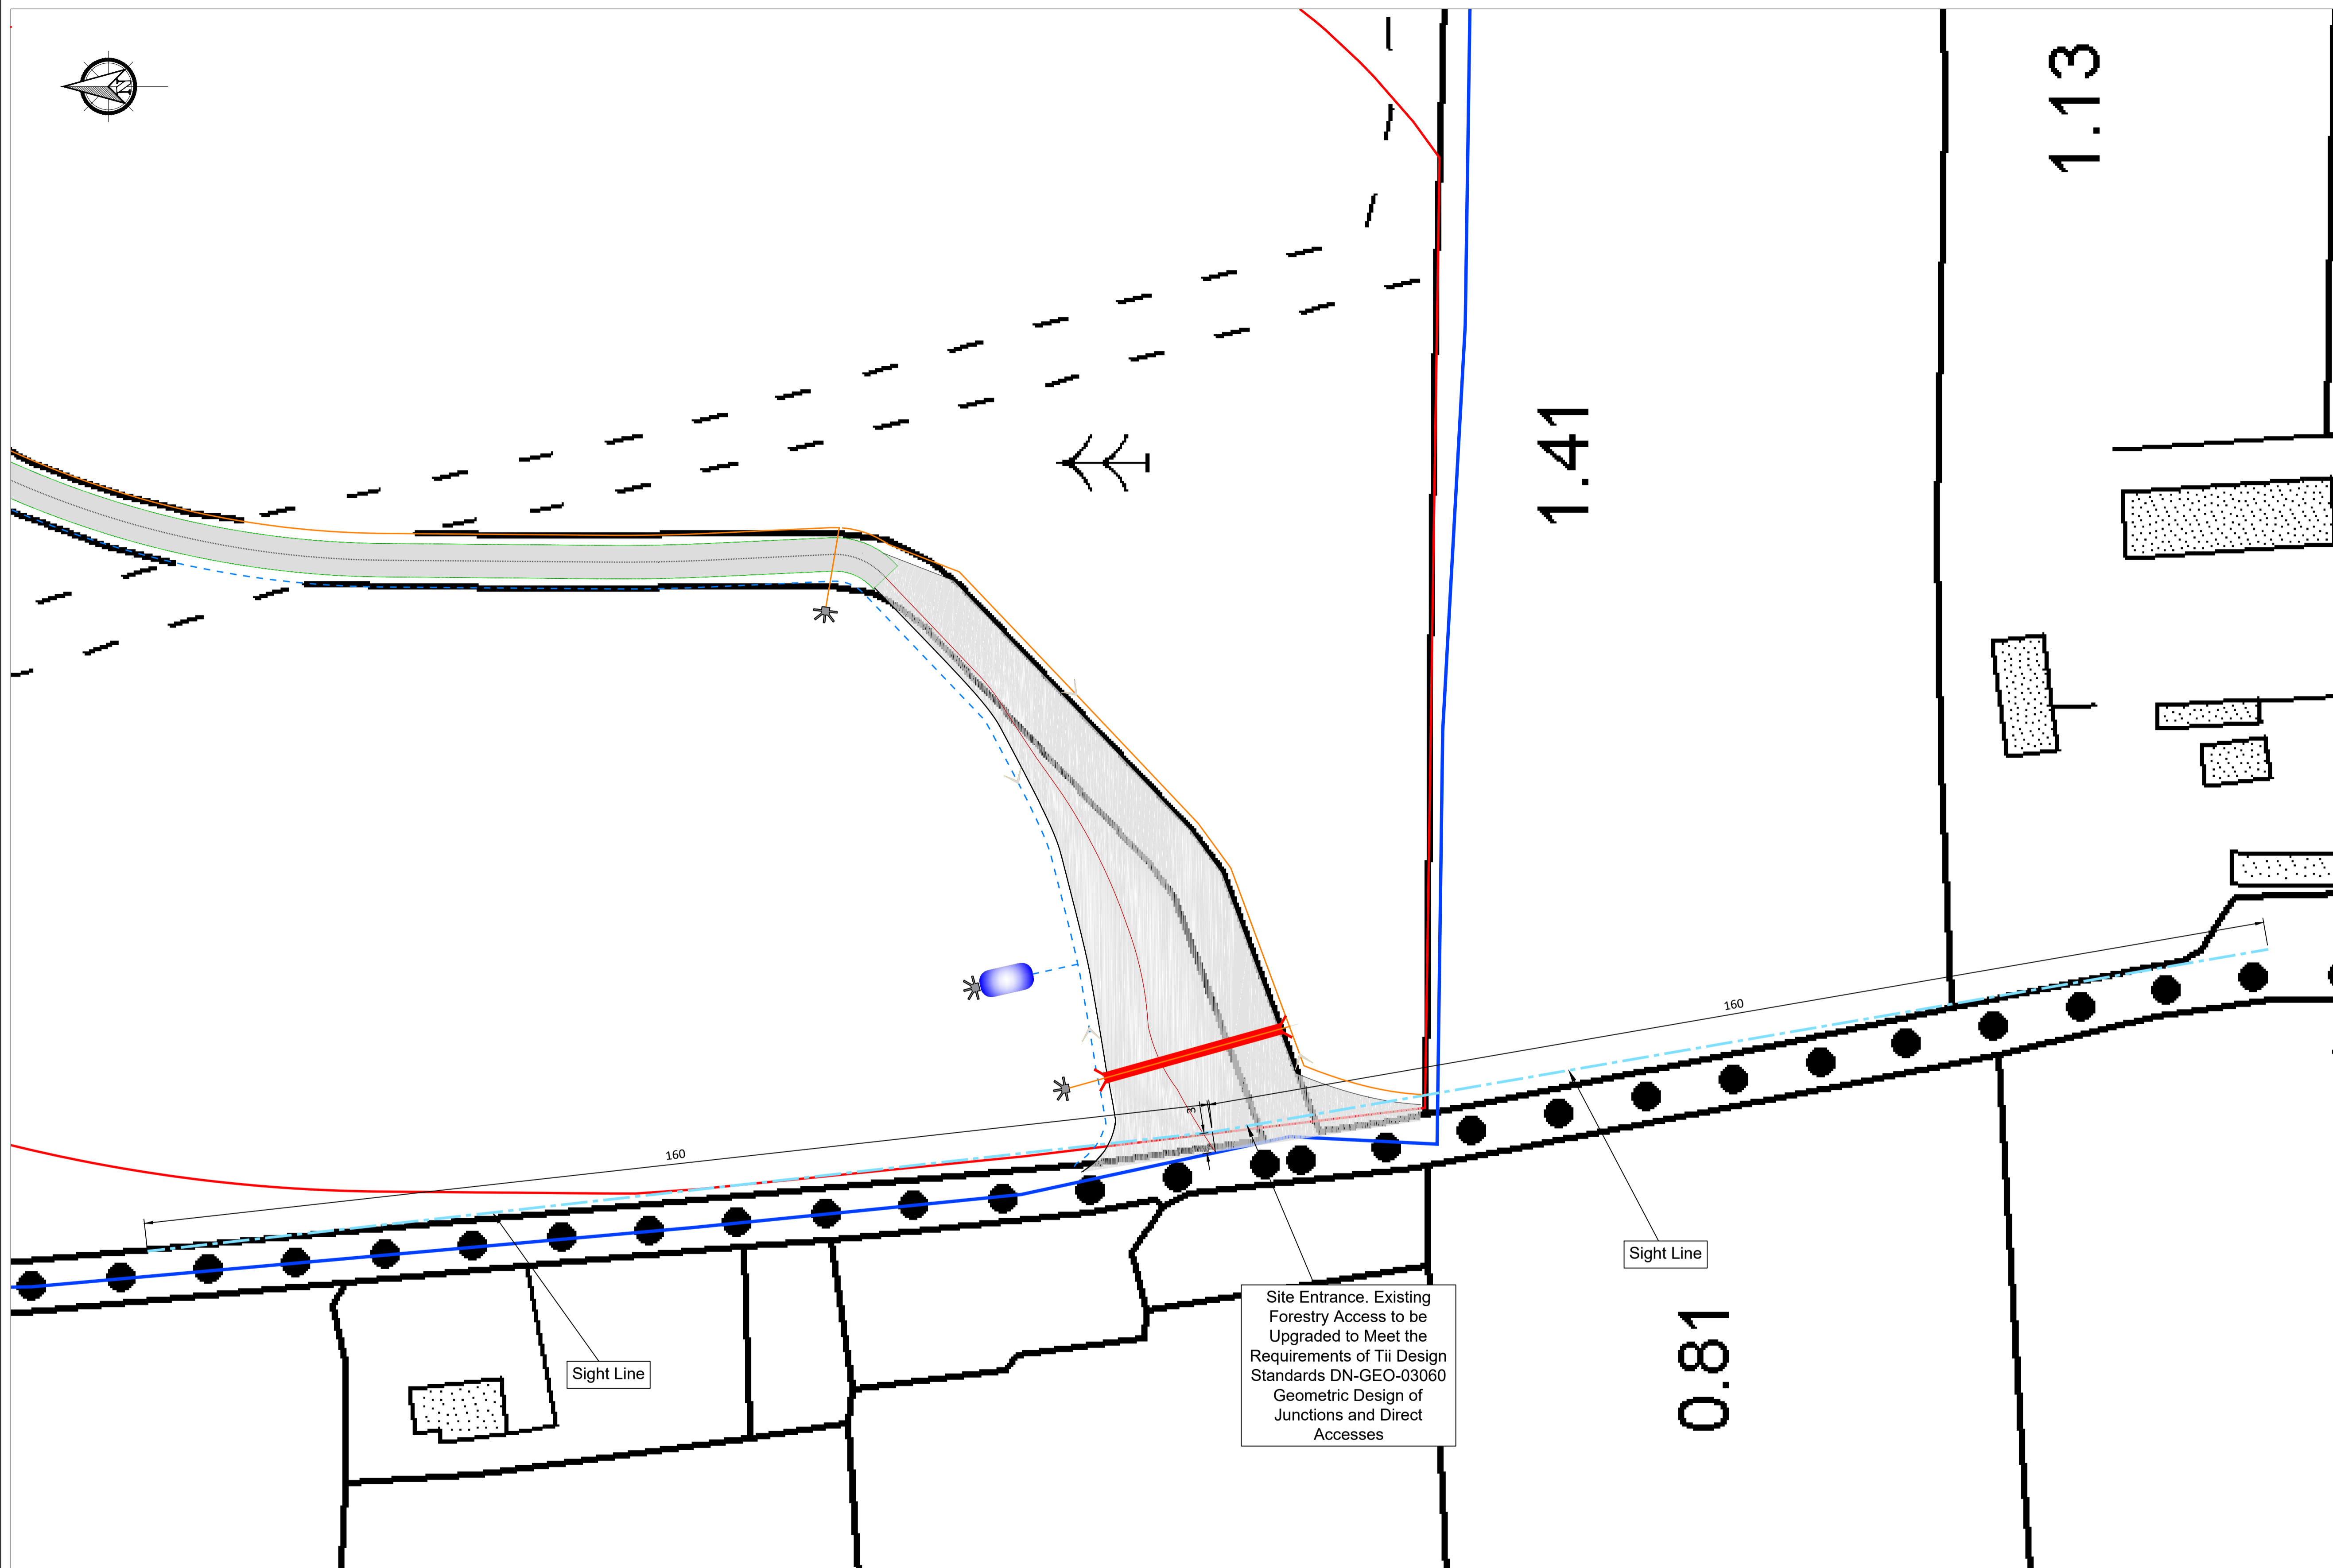 N
1.13
1.41
160
160
3
Sight Line
Sight Line
Site Entrance. Existing
Forestry Access to be
Upgraded to Meet the
Requirements of Tii Design
Standards DN-GEO-03060
Geometric Design of
Junctions and Direct
Accesses
0.81